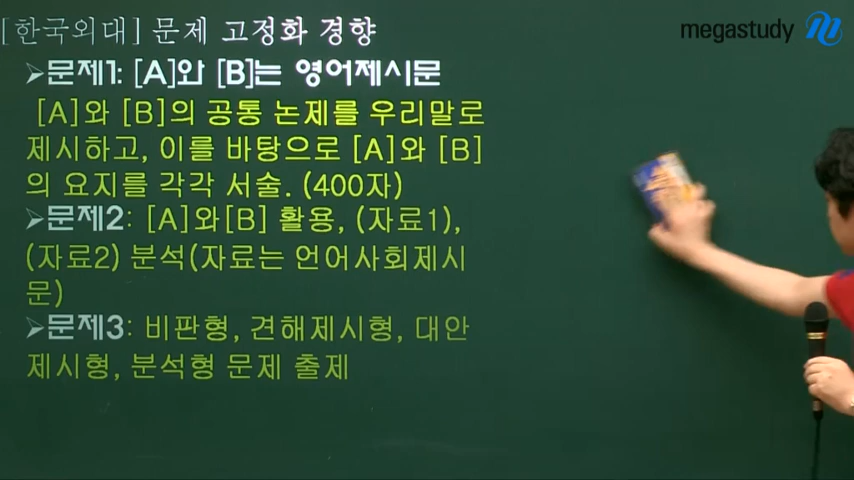 [한국외대] 문제 고정화 경향
megastudy
➢문제1: [A]와 [B]는 영어제시문
[A]와 [B]의 공통 논제를 우리말로
제시하고, 이를 바탕으로 [A]와 [B]
의 요지를 각각 서술. (400자)
➢문제2: [A]와[B] 활용, (자료1),
(자료2) 분석(자료는 언어사회제시
문)
➢문제3: 비판형, 견해제시형, 대안
제시형, 분석형 문제 출제